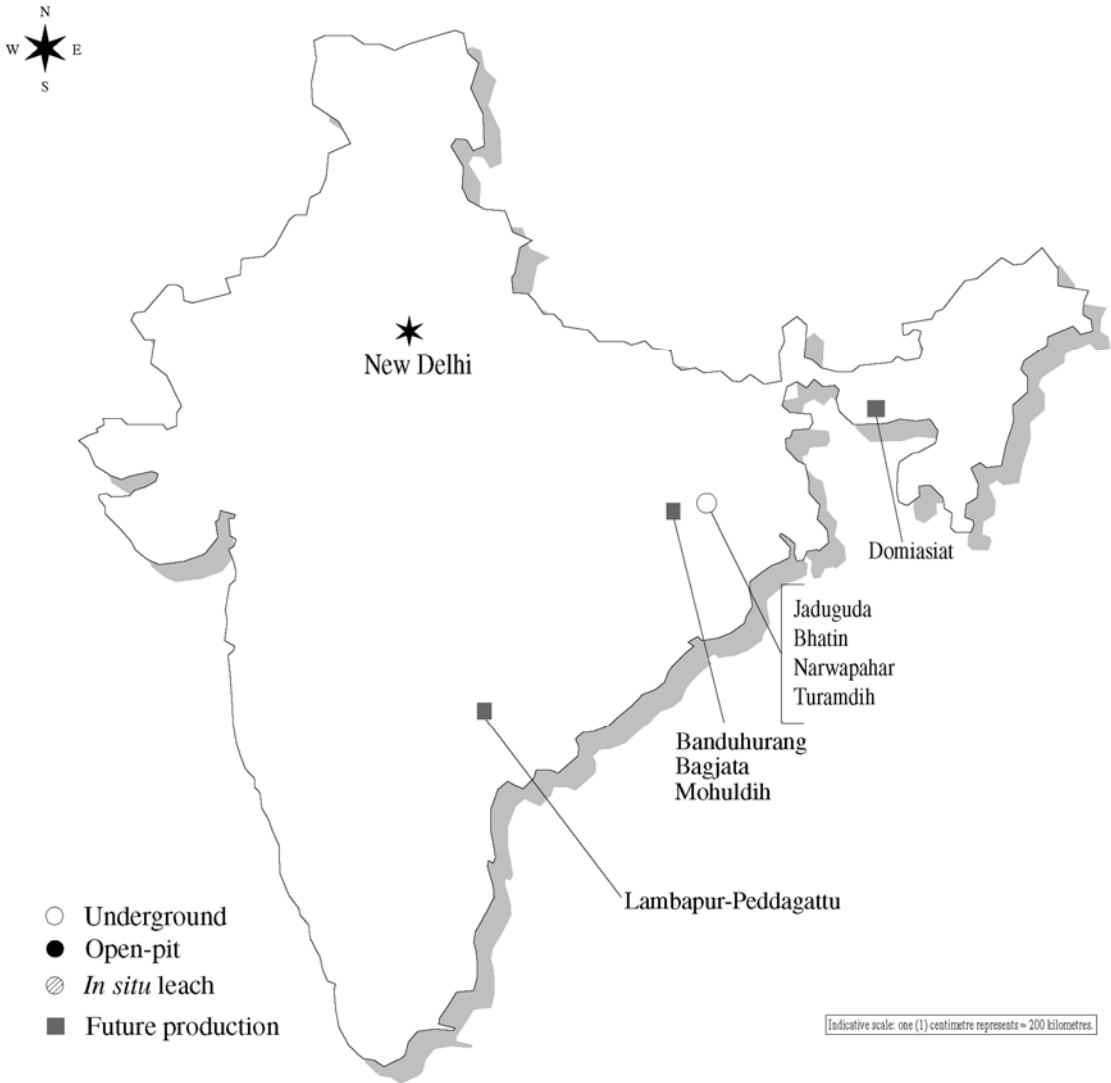 N
W E
S
New Delhi
Domiasiat
Jaduguda
Bhatin
Narwapahar
Turamdih
Banduhurang
Bagjata
Mohuldih
Lambapur-Peddagattu
Underground
Open-pit
In situ leach
Future production
Indicative scale: one (1) centimetre represents ≈ 200 kilometres.